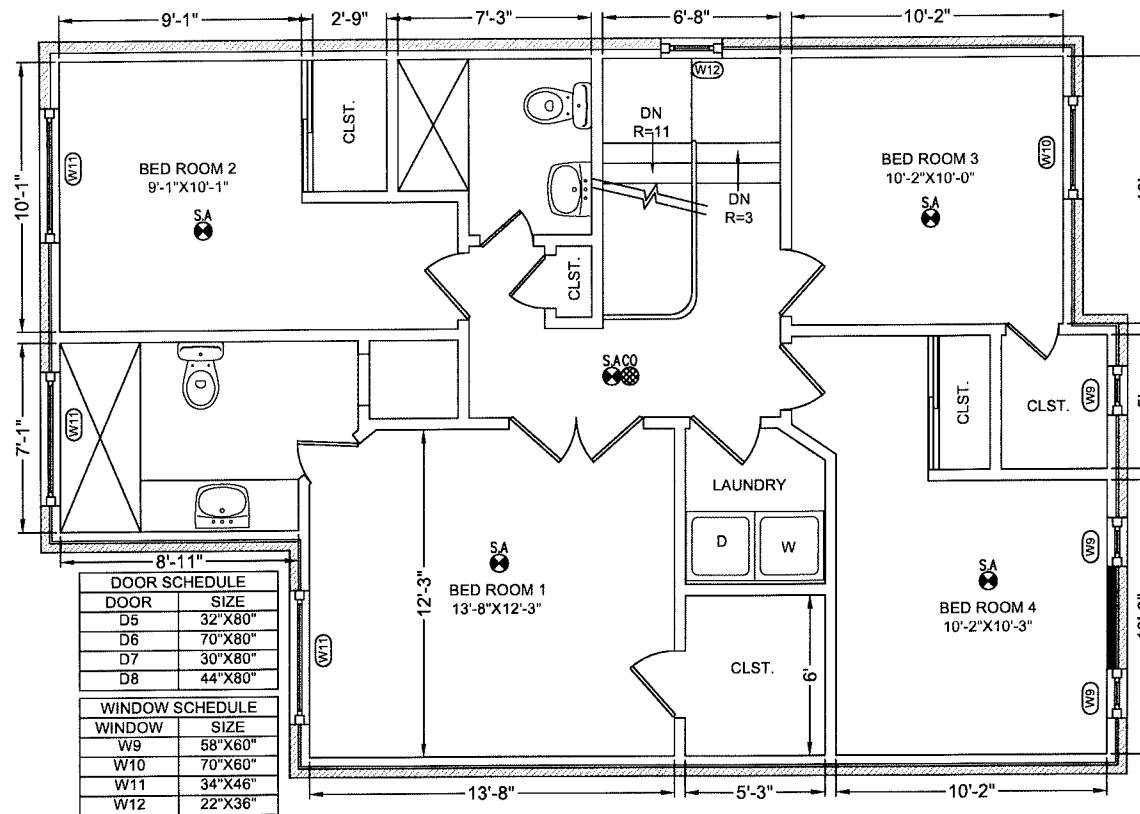 9'-1"
2'-9"
7'-3"
6'-8"
10'-2"
W12
DN
R=11
CLST.
BED ROOM 2
9'-1"X10'-1"
W11
10'-1"
S.A
BED ROOM 3
10'-2"X10'-0"
W10
S.A
DN
R=3
CLST.
S.A CO
W11
7'-1"
CLST.
CLST.
W9
LAUNDRY
D
W
8'-11"
S.A
BED ROOM 1
13'-8"X12'-3"
12'-3"
W11
W9
S.A
BED ROOM 4
10'-2"X10'-3"
CLST.
6'
W9
DOOR SCHEDULE
DOOR SIZE
D5 32"X80"
D6 70"X80"
D7 30"X80"
D8 44"X80"
WINDOW SCHEDULE
WINDOW SIZE
W9 58"X60"
W10 70"X60"
W11 34"X46"
W12 22"X36"
13'-8"
5'-3"
10'-2"